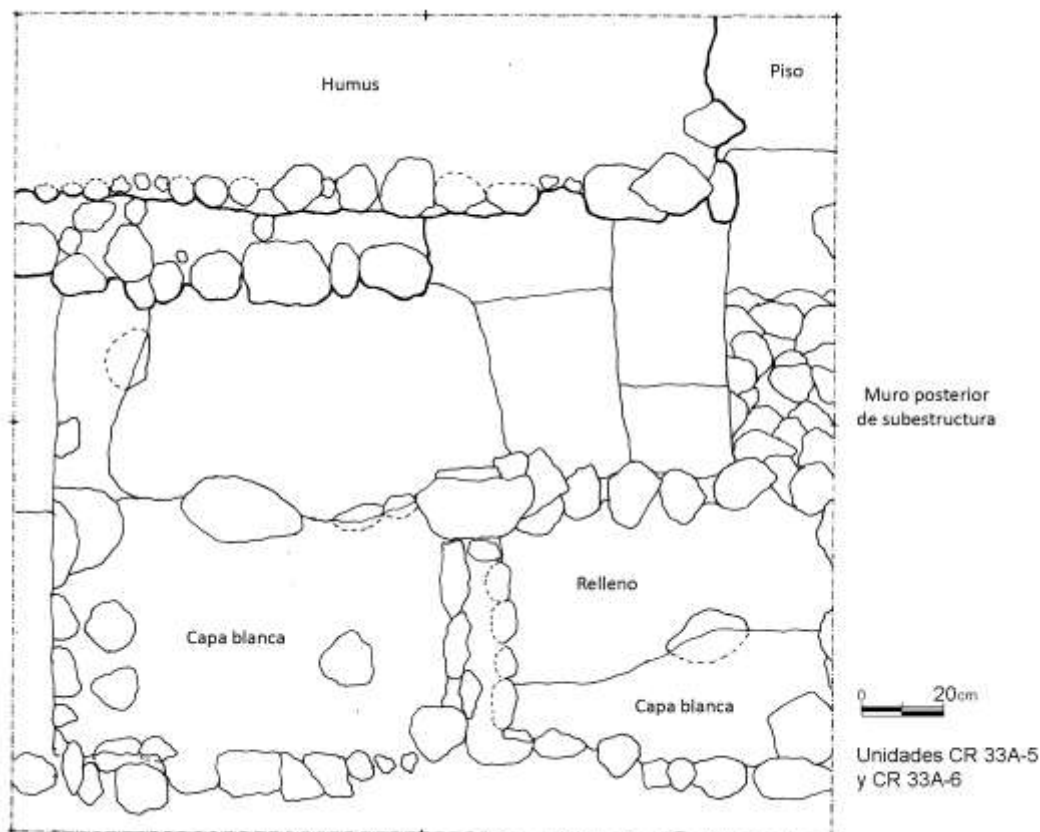 Humus
Piso
Muro posterior
de subestructura
Relleno
Capa blanca
Capa blanca
0 20cm
Unidades CR 33A-5
y CR 33A-6